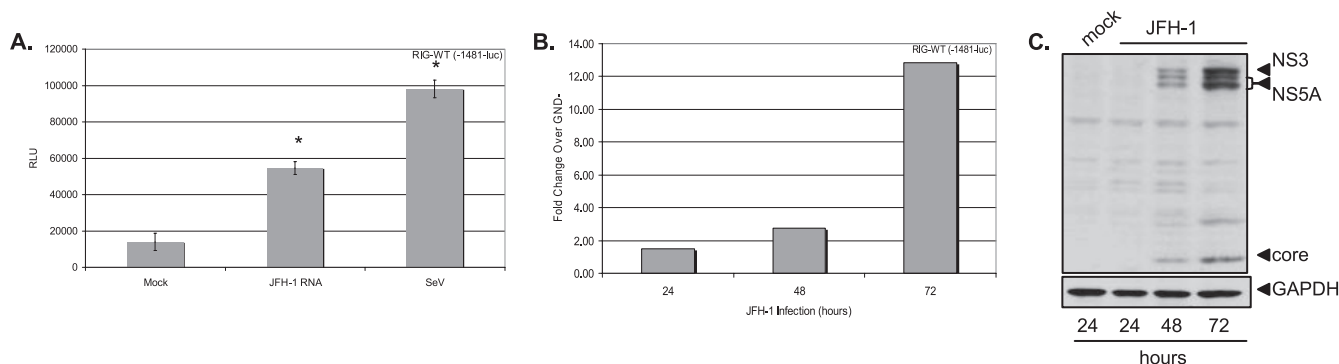 A.
RIG-WT (-1481-luc)
120000
100000
80000
60000
40000
20000
0
RLU
*
*
Mock
JFH-1 RNA
SeV
B.
RIG-WT (-1481-luc)
14.00
12.00
10.00
8.00
6.00
4.00
2.00
0.00
Fold Change Over GND-
24
48
72
JFH-1 Infection (hours)
C.
mock
JFH-1
NS3
NS5A
core
GAPDH
24 24 48 72
hours